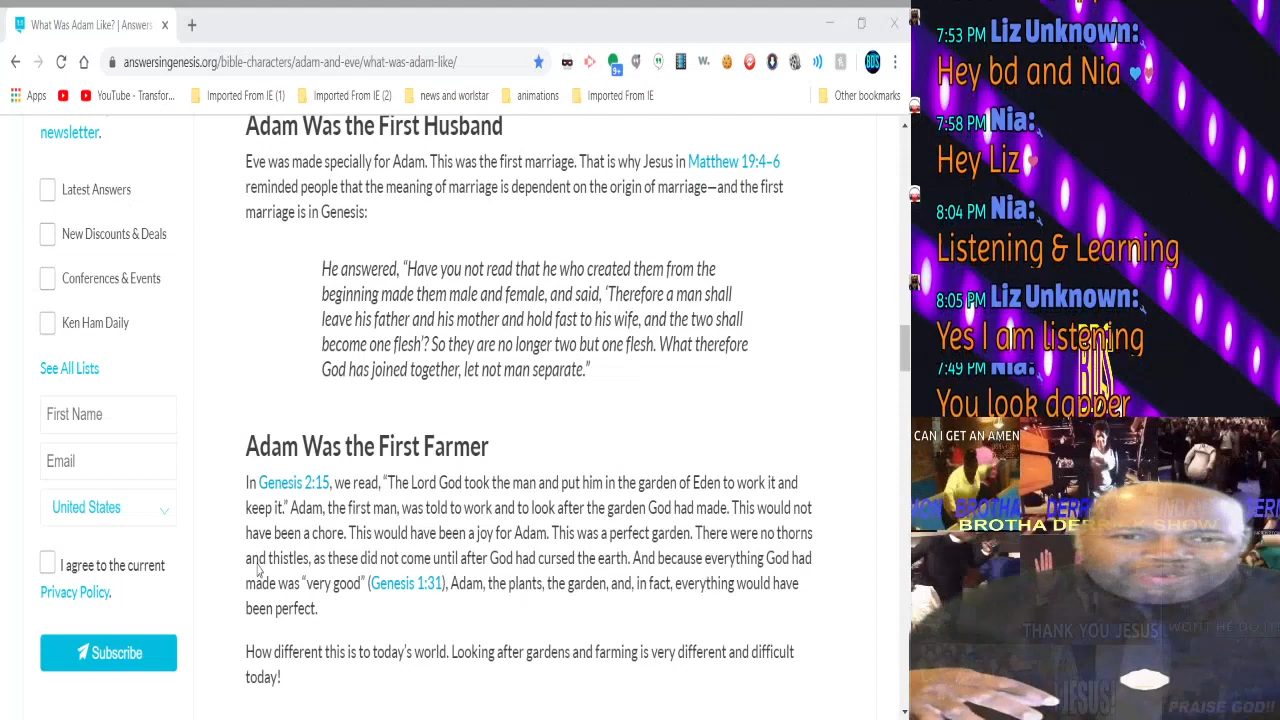 What Was Adam Like? | Answers
answersingenesis.org/bible-characters/adam-and-eve/what-was-adam-like/
9+
W.
BDS
Apps
YouTube - Transfor...
Imported From IE (1)
Imported From IE (2)
news and worlstar
animations
Imported From IE
Other bookmarks
newsletter.
Latest Answers
New Discounts & Deals
Conferences & Events
Ken Ham Daily
See All Lists
First Name
Email
United States
I agree to the current
Privacy Policy.
Subscribe
Adam Was the First Husband
Eve was made specially for Adam. This was the first marriage. That is why Jesus in Matthew 19:4–6
reminded people that the meaning of marriage is dependent on the origin of marriage—and the first
marriage is in Genesis:
He answered, “Have you not read that he who created them from the
beginning made them male and female, and said, ‘Therefore a man shall
leave his father and his mother and hold fast to his wife, and the two shall
become one flesh’? So they are no longer two but one flesh. What therefore
God has joined together, let not man separate.”
Adam Was the First Farmer
In Genesis 2:15, we read, “The Lord God took the man and put him in the garden of Eden to work it and
keep it.” Adam, the first man, was told to work and to look after the garden God had made. This would not
have been a chore. This would have been a joy for Adam. This was a perfect garden. There were no thorns
and thistles, as these did not come until after God had cursed the earth. And because everything God had
made was “very good” (Genesis 1:31), Adam, the plants, the garden, and, in fact, everything would have
been perfect.
How different this is to today’s world. Looking after gardens and farming is very different and difficult
today!
7:53 PM Liz Unknown:
Hey bd and Nia
7:58 PM Nia:
Hey Liz
8:04 PM Nia:
Listening & Learning
8:05 PM Liz Unknown:
Yes I am listening
BDS
7:49 PM Nia:
You look dapper
CAN I GET AN AMEN
BROTHA
BROTHA DERRICK SHOW
THANK YOU JESUS
WONT HE DO IT
JESUS!
PRAISE GOD!!